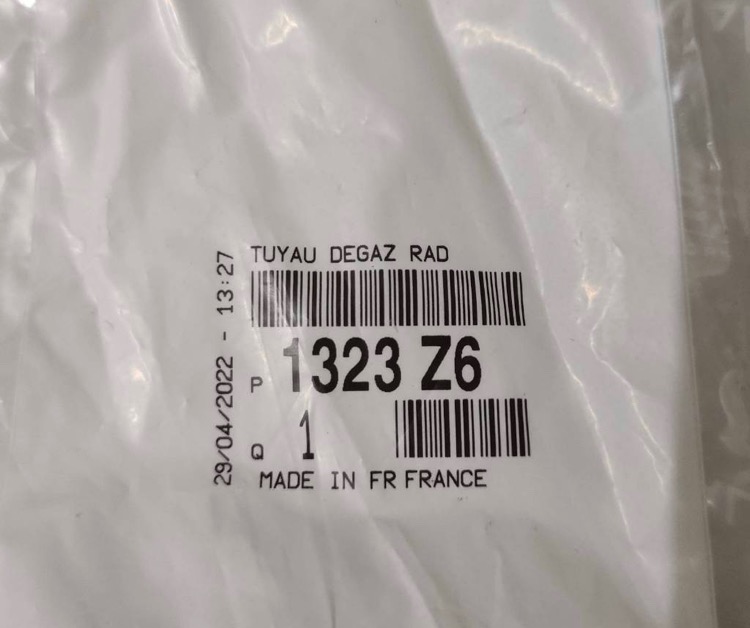 TUYAU DEGAZ RAD
P 1323 Z6
Q 1
MADE IN FR FRANCE
29/04/2022 - 13:27